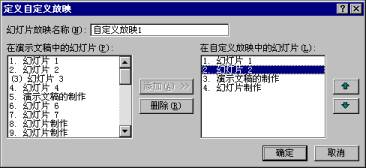 定义自定义放映
幻灯片放映名称(N): 自定义放映1
在演示文稿中的幻灯片(P):
在自定义放映中的幻灯片(L):
1. 幻灯片 1
2. 幻灯片 2
(3) 幻灯片 3
4. 幻灯片 4
5. 演示文稿的制作
6. 幻灯片制作
7. 幻灯片制作
8. 幻灯片制作
9. 幻灯片制作
添加(A) >>
删除(R)
1. 幻灯片 1
2. 幻灯片 2
3. 演示文稿的制作
4. 幻灯片制作
确定
取消